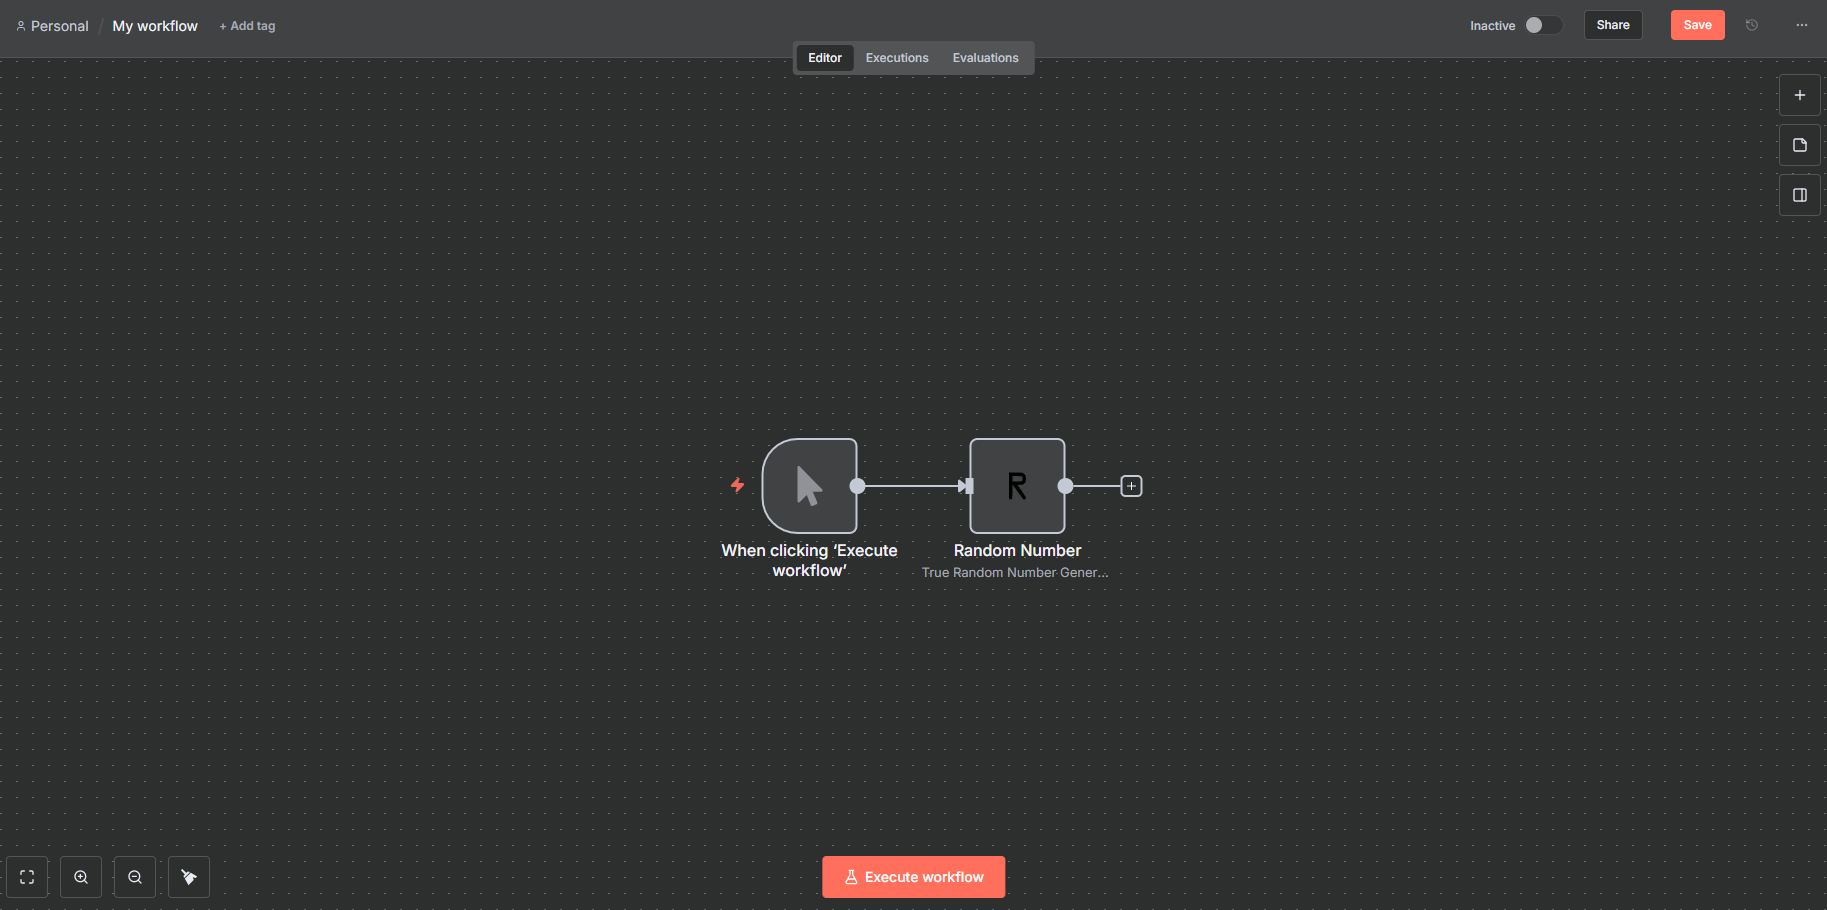 Personal / My workflow + Add tag
Inactive Share Save
Editor Executions Evaluations
When clicking ‘Execute
workflow’
R
Random Number
True Random Number Gener...
Execute workflow